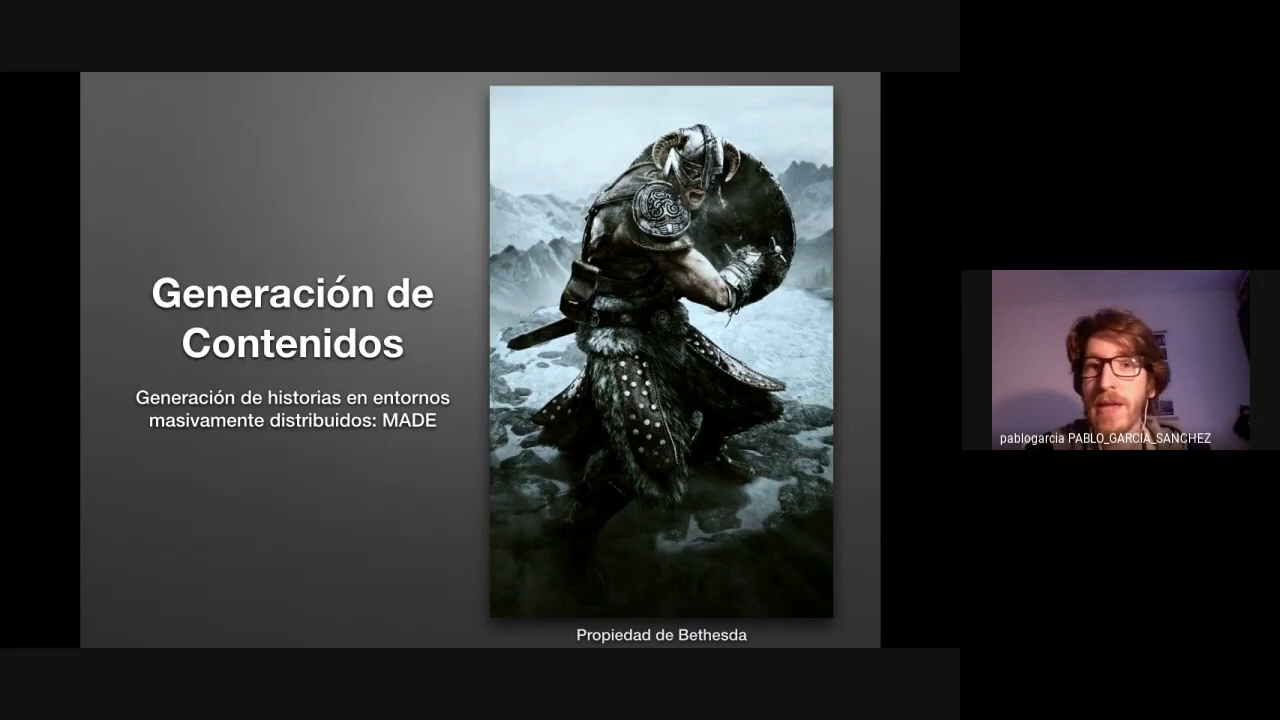 Generación de
Contenidos
Generación de historias en entornos
masivamente distribuidos: MADE
Propiedad de Bethesda
pablogarcia PABLO_GARCIA_SANCHEZ